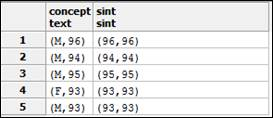 concept sint
text sint
1 (M,96) (96,96)
2 (M,94) (94,94)
3 (M,95) (95,95)
4 (F,93) (93,93)
5 (M,93) (93,93)